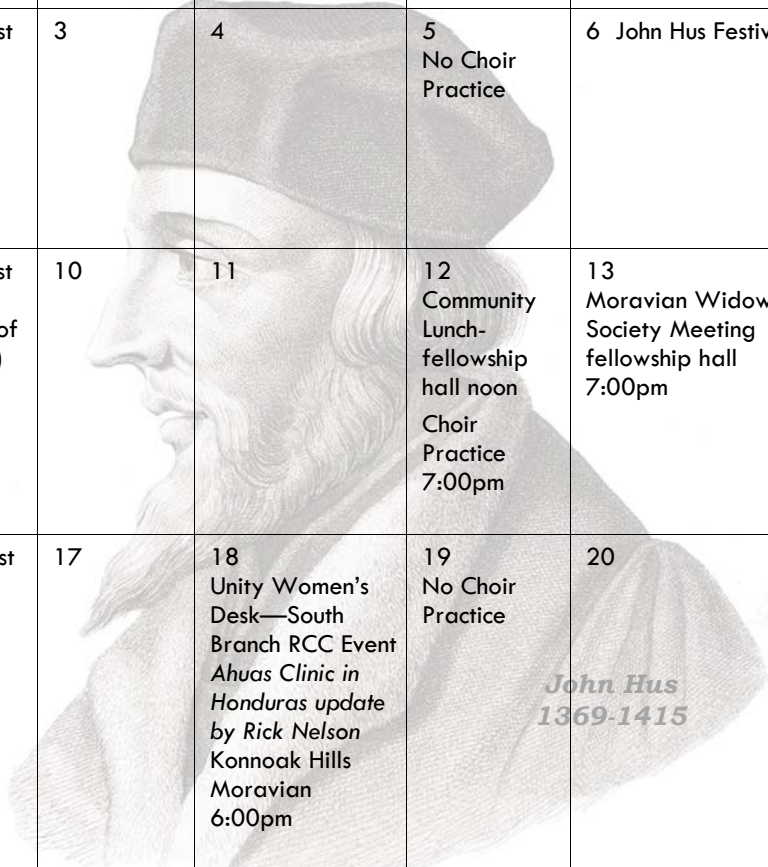 st
3
4
5
No Choir
Practice
6 John Hus
st
of
)
10
11
12
Community
Lunch-
fellowship
hall noon
Choir
Practice
7:00pm
13
Moravian
Society Meeting
fellowship hall
7:00pm
st
17
18
Unity Women's
Desk—South
Branch RCC Event
Ahuas Clinic in
Honduras update
by Rick Nelson
Konnoak Hills
Moravian
6:00pm
19
No Choir
Practice
20
John Hus
1369-1415